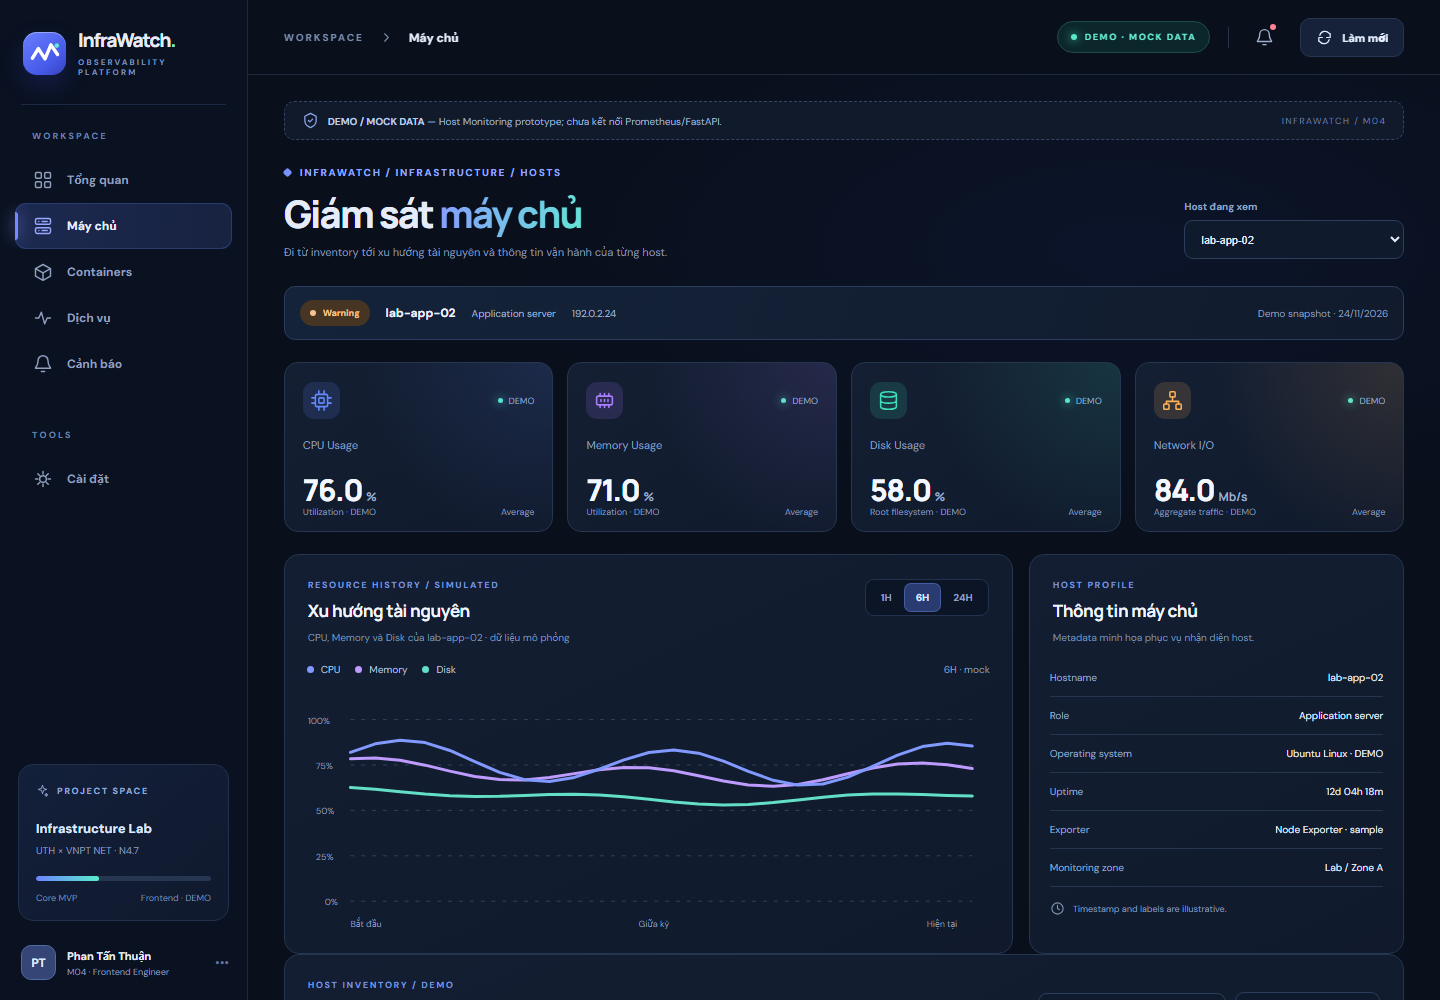 InfraWatch.
OBSERVABILITY
PLATFORM
WORKSPACE
Tổng quan
Máy chủ
Containers
Dịch vụ
Cảnh báo
TOOLS
Cài đặt
PROJECT SPACE
Infrastructure Lab
UTH × VNPT NET · N4.7
Core MVP Frontend · DEMO
PT
Phan Tấn Thuận
M04 · Frontend Engineer
WORKSPACE > Máy chủ
DEMO · MOCK DATA
Làm mới
DEMO / MOCK DATA — Host Monitoring prototype; chưa kết nối Prometheus/FastAPI.
INFRAWATCH / M04
INFRAWATCH / INFRASTRUCTURE / HOSTS
Giám sát máy chủ
Đi từ inventory tới xu hướng tài nguyên và thông tin vận hành của từng host.
Host đang xem
lab-app-02
Warning lab-app-02 Application server 192.0.2.24 Demo snapshot · 24/11/2026
DEMO
CPU Usage
76.0 %
Utilization · DEMO Average
DEMO
Memory Usage
71.0 %
Utilization · DEMO Average
DEMO
Disk Usage
58.0 %
Root filesystem · DEMO Average
DEMO
Network I/O
84.0 Mb/s
Aggregate traffic · DEMO Average
RESOURCE HISTORY / SIMULATED
Xu hướng tài nguyên
CPU, Memory và Disk của lab-app-02 · dữ liệu mô phỏng
1H 6H 24H
CPU Memory Disk 6H · mock
100%
75%
50%
25%
0%
Bắt đầu Giữa kỳ Hiện tại
HOST PROFILE
Thông tin máy chủ
Metadata minh họa phục vụ nhận diện host.
Hostname lab-app-02
Role Application server
Operating system Ubuntu Linux · DEMO
Uptime 12d 04h 18m
Exporter Node Exporter · sample
Monitoring zone Lab / Zone A
Timestamp and labels are illustrative.
HOST INVENTORY / DEMO